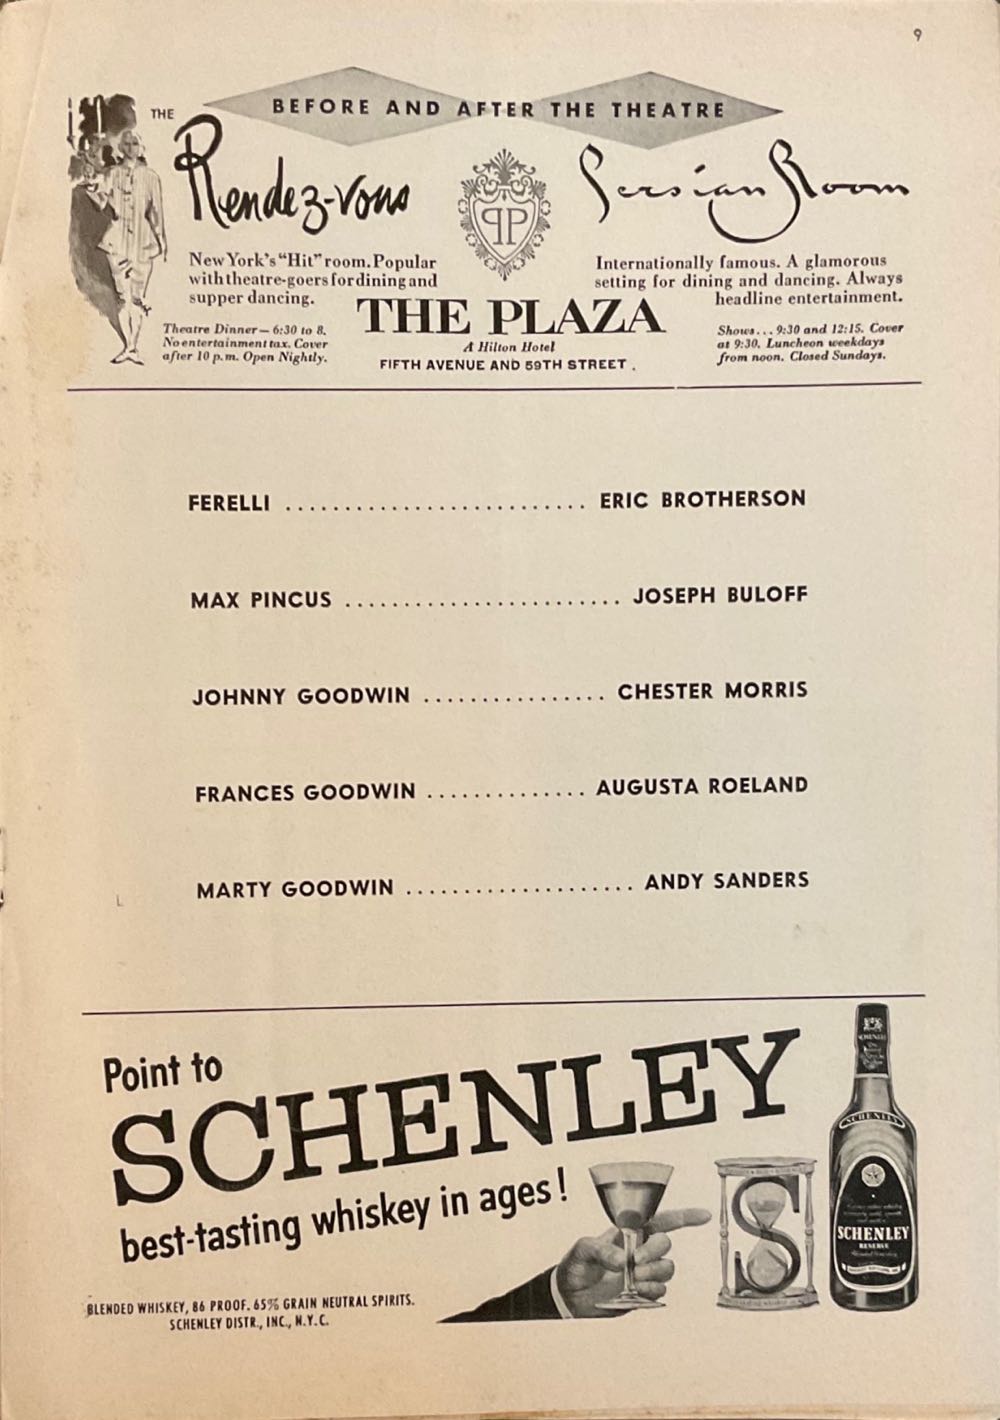 9
BEFORE AND AFTER THE THEATRE
THE
Rendez-vous
Persian Room
PP
New York's "Hit" room. Popular
with theatre-goers for dining and
supper dancing.
Internationally famous. A glamorous
setting for dining and dancing. Always
headline entertainment.
THE PLAZA
A Hilton Hotel
FIFTH AVENUE AND 59TH STREET.
Theatre Dinner — 6:30 to 8.
No entertainment tax. Cover
after 10 p.m. Open Nightly.
Shows... 9:30 and 12:15. Cover
at 9:30. Luncheon weekdays
from noon. Closed Sundays.
FERELLI .......................... ERIC BROTHERSON
MAX PINCUS ........................ JOSEPH BULOFF
JOHNNY GOODWIN ................ CHESTER MORRIS
FRANCES GOODWIN .............. AUGUSTA ROELAND
MARTY GOODWIN .................... ANDY SANDERS
Point to
SCHENLEY
best-tasting whiskey in ages!
S
SCHENLEY
SCHENLEY
SCHENLEY
RESERVE
BLENDED WHISKEY, 86 PROOF. 65% GRAIN NEUTRAL SPIRITS.
SCHENLEY DISTR., INC., N.Y.C.